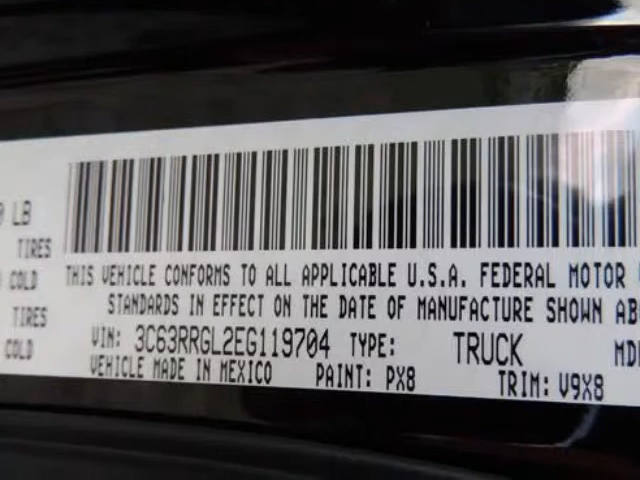 LB
TIRES
COLD
TIRES
COLD
THIS VEHICLE CONFORMS TO ALL APPLICABLE U.S.A. FEDERAL MOTOR
STANDARDS IN EFFECT ON THE DATE OF MANUFACTURE SHOWN
VIN: 3C63RRGL2EG119704 TYPE: TRUCK
VEHICLE MADE IN MEXICO PAINT: PX8 TRIM: V9X8